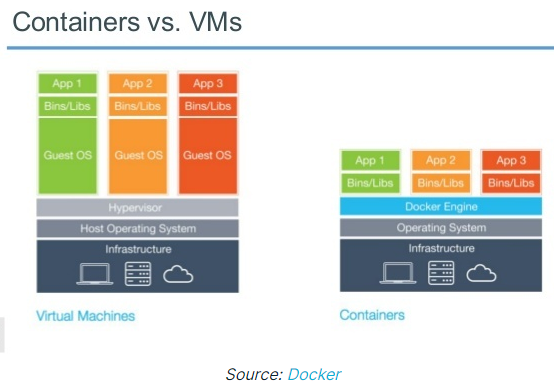 Containers vs. VMs
App 1 App 2 App 3
Bins/Libs Bins/Libs Bins/Libs
Guest OS Guest OS Guest OS
Hypervisor
Host Operating System
Infrastructure
Virtual Machines
App 1 App 2 App 3
Bins/Libs Bins/Libs Bins/Libs
Docker Engine
Operating System
Infrastructure
Containers
Source: Docker